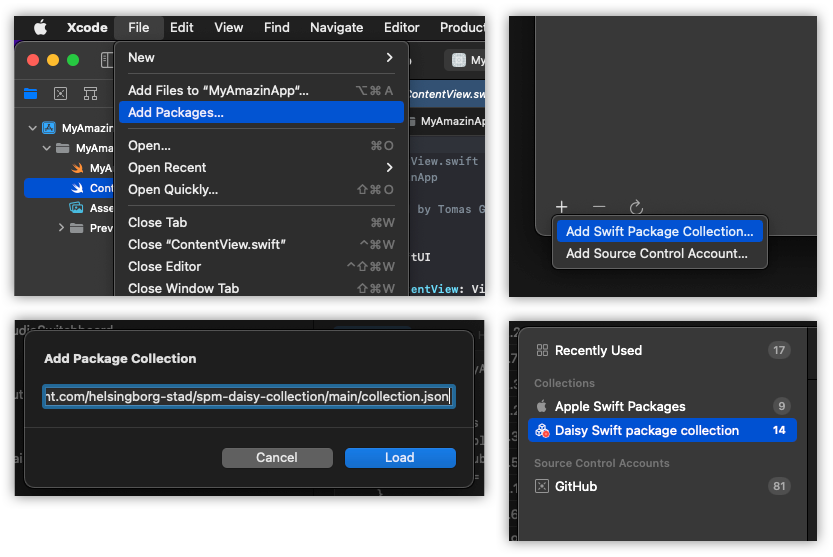 Xcode File Edit View Find Navigate Editor Product
New
Add Files to “MyAmazinApp”... ⌥⌘A
Add Packages...
Open... ⌘O
Open Recent
Open Quickly... ⇧⌘O
Close Tab ⌘W
Close “ContentView.swift” ^⌘W
Close Editor ^⇧⌘W
Close Window Tab ⇧⌘W
MyAmazin
MyAma
MyA
Cont
Asse
Prev
My
ContentView.sw
MyAmazinAp
View.swift
nApp
by Tomas G
tUI
entView: Vi
Add Swift Package Collection...
Add Source Control Account...
Add Package Collection
nt.com/helsingborg-stad/spm-daisy-collection/main/collection.json
Cancel Load
Recently Used 17
Collections
Apple Swift Packages 9
Daisy Swift package collection 14
Source Control Accounts
GitHub 81